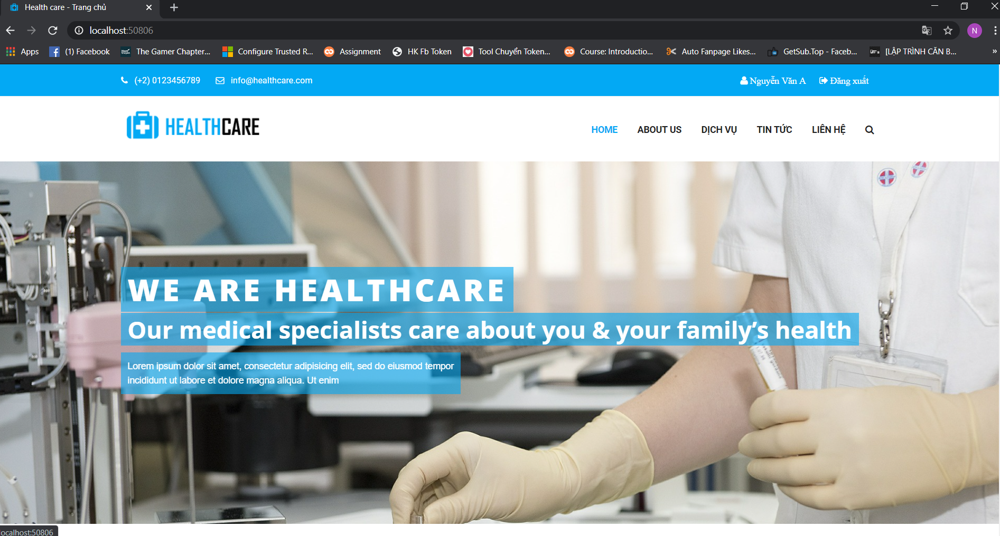 Health care - Trang chủ
localhost:50806
N
Apps
(1) Facebook
The Gamer Chapter...
Configure Trusted R...
Assignment
HK Fb Token
Tool Chuyển Token...
Course: Introductio...
Auto Fanpage Likes...
GetSub.Top - Faceb...
[LẬP TRÌNH CĂN B...
»
(+2) 0123456789
info@healthcare.com
Nguyễn Văn A
Đăng xuất
HEALTHCARE
HOME
ABOUT US
DỊCH VỤ
TIN TỨC
LIÊN HỆ
WE ARE HEALTHCARE
Our medical specialists care about you & your family’s health
Lorem ipsum dolor sit amet, consectetur adipisicing elit, sed do eiusmod tempor
incididunt ut labore et dolore magna aliqua. Ut enim
localhost:50806